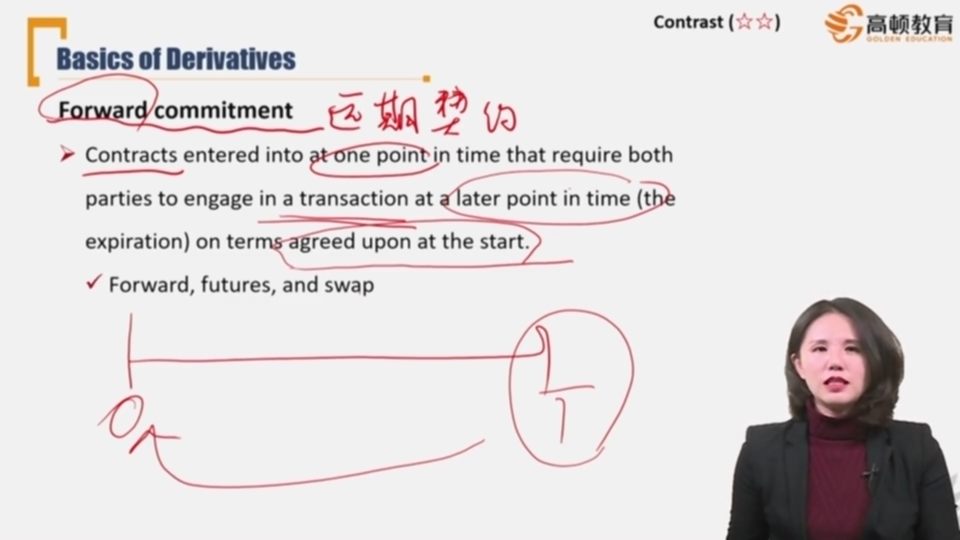 Contrast (☆☆)
高顿教育
GOLDEN EDUCATION
Basics of Derivatives
Forward commitment 远期契约
➤ Contracts entered into at one point in time that require both
parties to engage in a transaction at a later point in time (the
expiration) on terms agreed upon at the start.
✓ Forward, futures, and swap
0
T